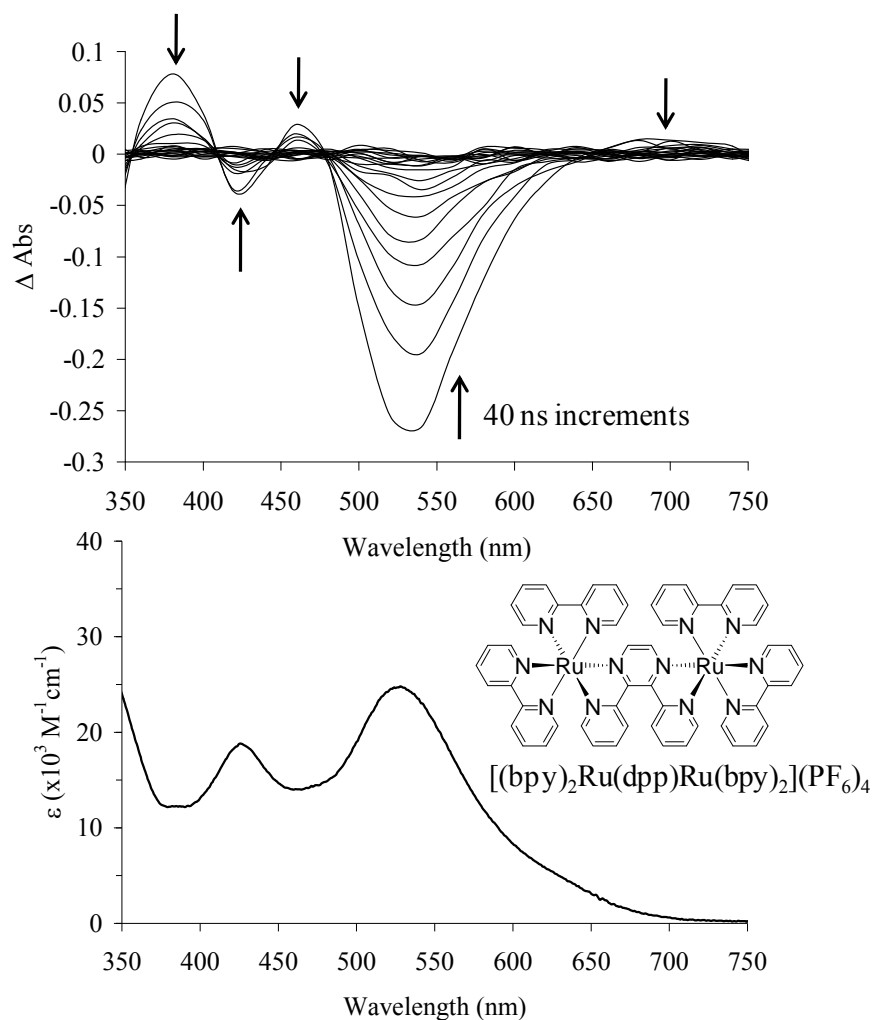 0.1
0.05
0
-0.05
-0.1
-0.15
-0.2
-0.25
-0.3
Δ Abs
40 ns increments
350 400 450 500 550 600 650 700 750
Wavelength (nm)
40
30
20
10
0
ε (x10³ M⁻¹cm⁻¹)
N N N N
N Ru N N Ru N
N N N N
[(bpy)₂Ru(dpp)Ru(bpy)₂](PF₆)₄
350 400 450 500 550 600 650 700 750
Wavelength (nm)